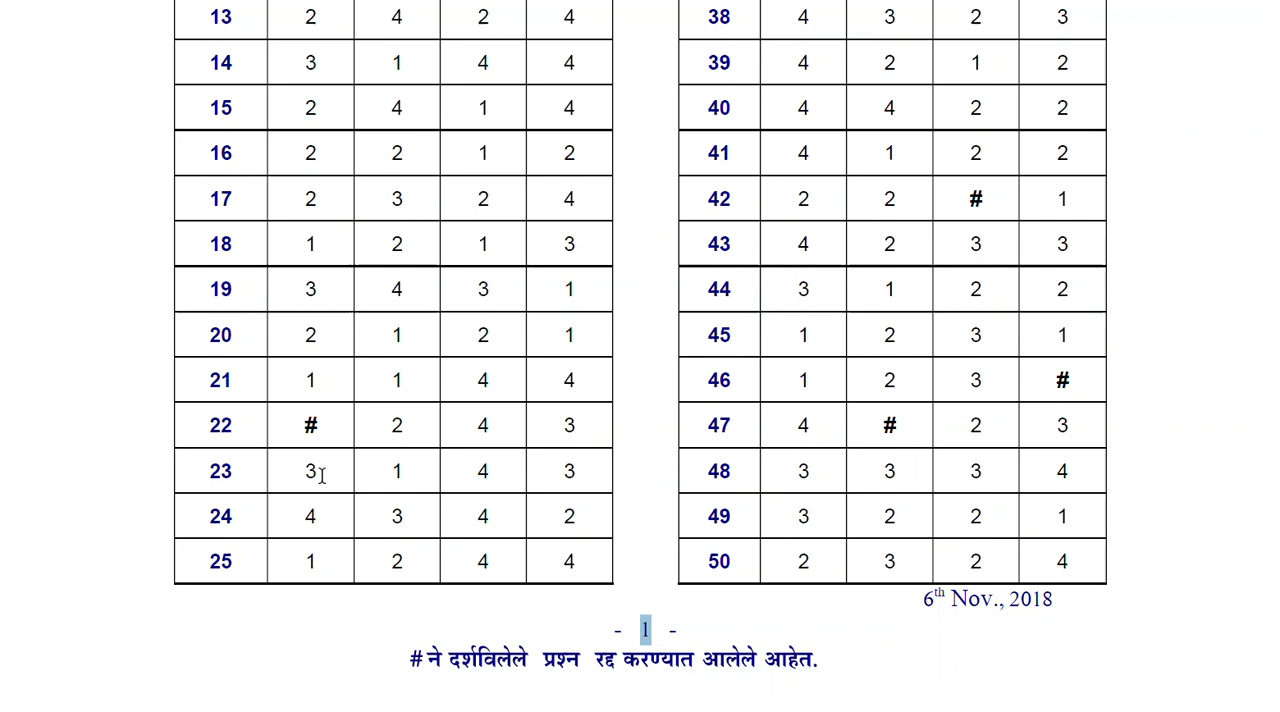 13 2 4 2 4 38 4 3 2 3
14 3 1 4 4 39 4 2 1 2
15 2 4 1 4 40 4 4 2 2
16 2 2 1 2 41 4 1 2 2
17 2 3 2 4 42 2 2 # 1
18 1 2 1 3 43 4 2 3 3
19 3 4 3 1 44 3 1 2 2
20 2 1 2 1 45 1 2 3 1
21 1 1 4 4 46 1 2 3 #
22 # 2 4 3 47 4 # 2 3
23 3 1 4 3 48 3 3 3 4
24 4 3 4 2 49 3 2 2 1
25 1 2 4 4 50 2 3 2 4
6th Nov., 2018
- 1 -
# ने दर्शविलेले प्रश्न रद्द करण्यात आलेले आहेत.